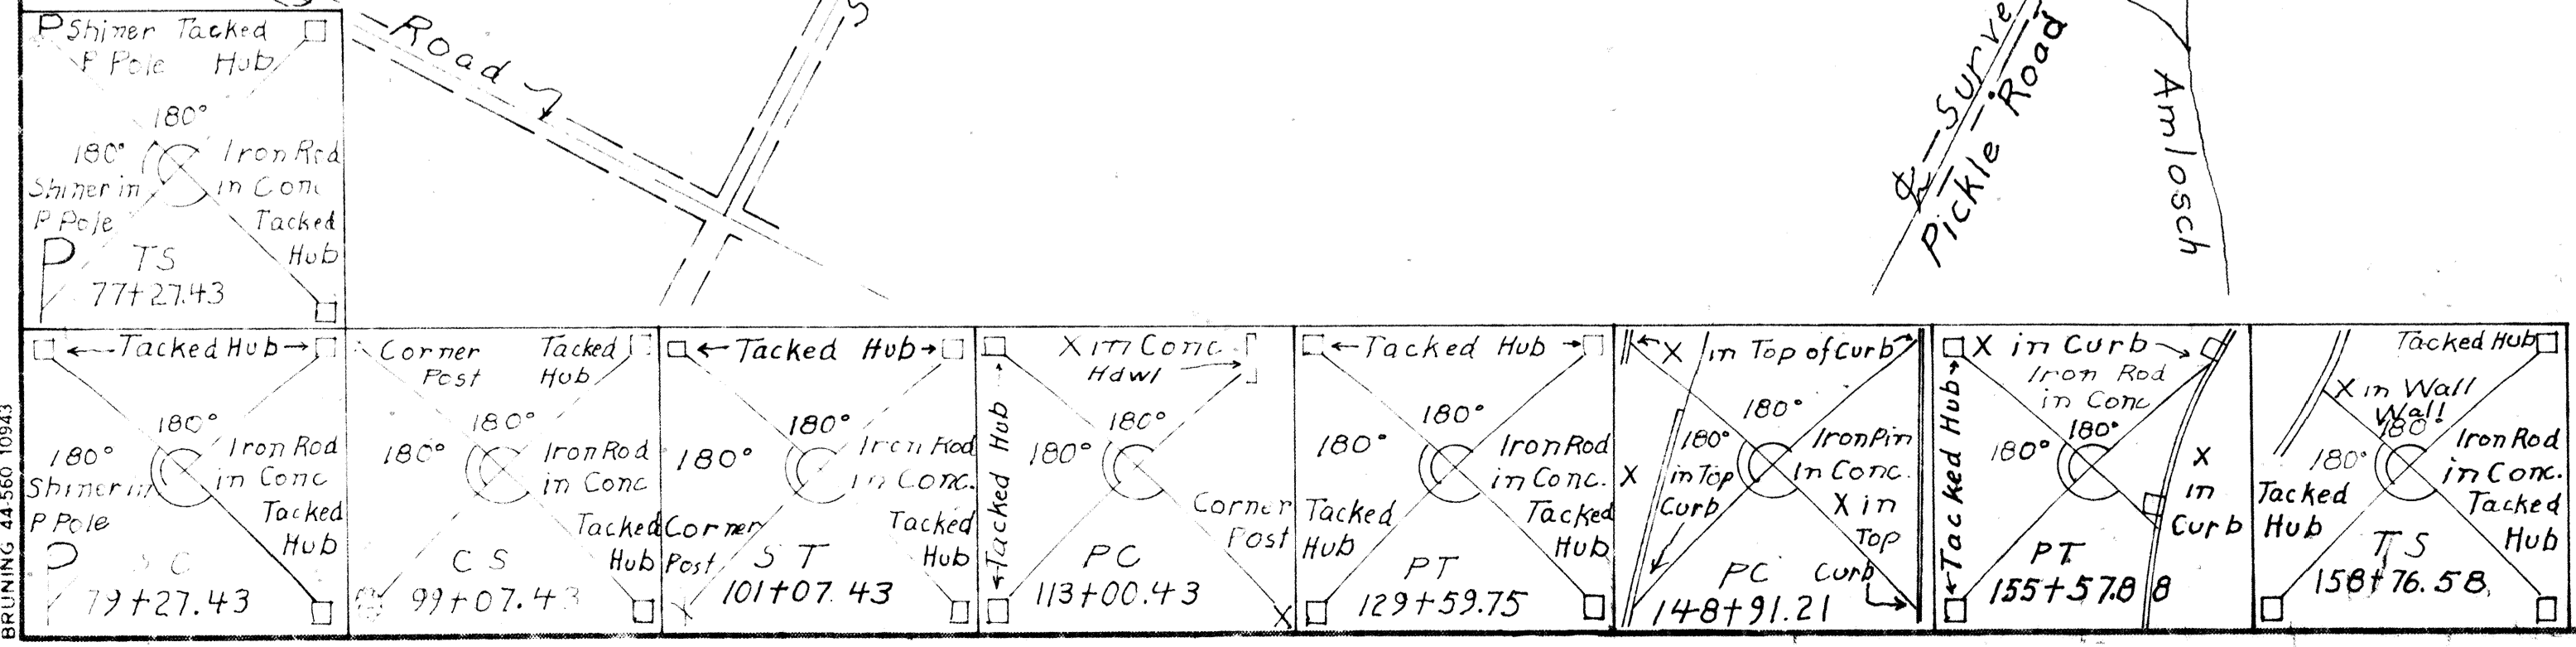 P Shiner Tacked
P Pole Hub
180°
180° Iron Rod
Shiner in in Conc
P Pole Tacked
Hub
P TS
77+27.43
Road
S
℄ Surve
Pickle Road
Amlosch
←Tacked Hub→
180°
180° Iron Rod
in Conc
Shiner in
P Pole Tacked
Hub
P S C
79+27.43
Corner Tacked
Post Hub
180°
180° Iron Rod
in Conc
Tacked
Hub
C S
99+07.43
←Tacked Hub→
180°
180° Iron Rod
in Conc.
Corner Tacked
Post Hub
S T
101+07.43
X in Conc
Hdwl
←Tacked Hub→
180°
180°
Corner
Post
PC
113+00.43
X
←Tacked Hub→
180°
180° Iron Rod
in Conc.
Tacked Tacked
Hub Hub
PT
129+59.75
←X in Top of Curb
180°
180° Iron Pin
X in Top In Conc.
Curb X in
Top
PC Curb
148+91.21
X in Curb
Iron Rod
in Conc
←Tacked Hub→
180°
180°
X
in
Curb
PT
155+57.88
Tacked Hub
X in Wall
Wall
180°
180° Iron Rod
in Conc.
Tacked Tacked
Hub Hub
TS
158+76.58
BRUNING 44-560 10943